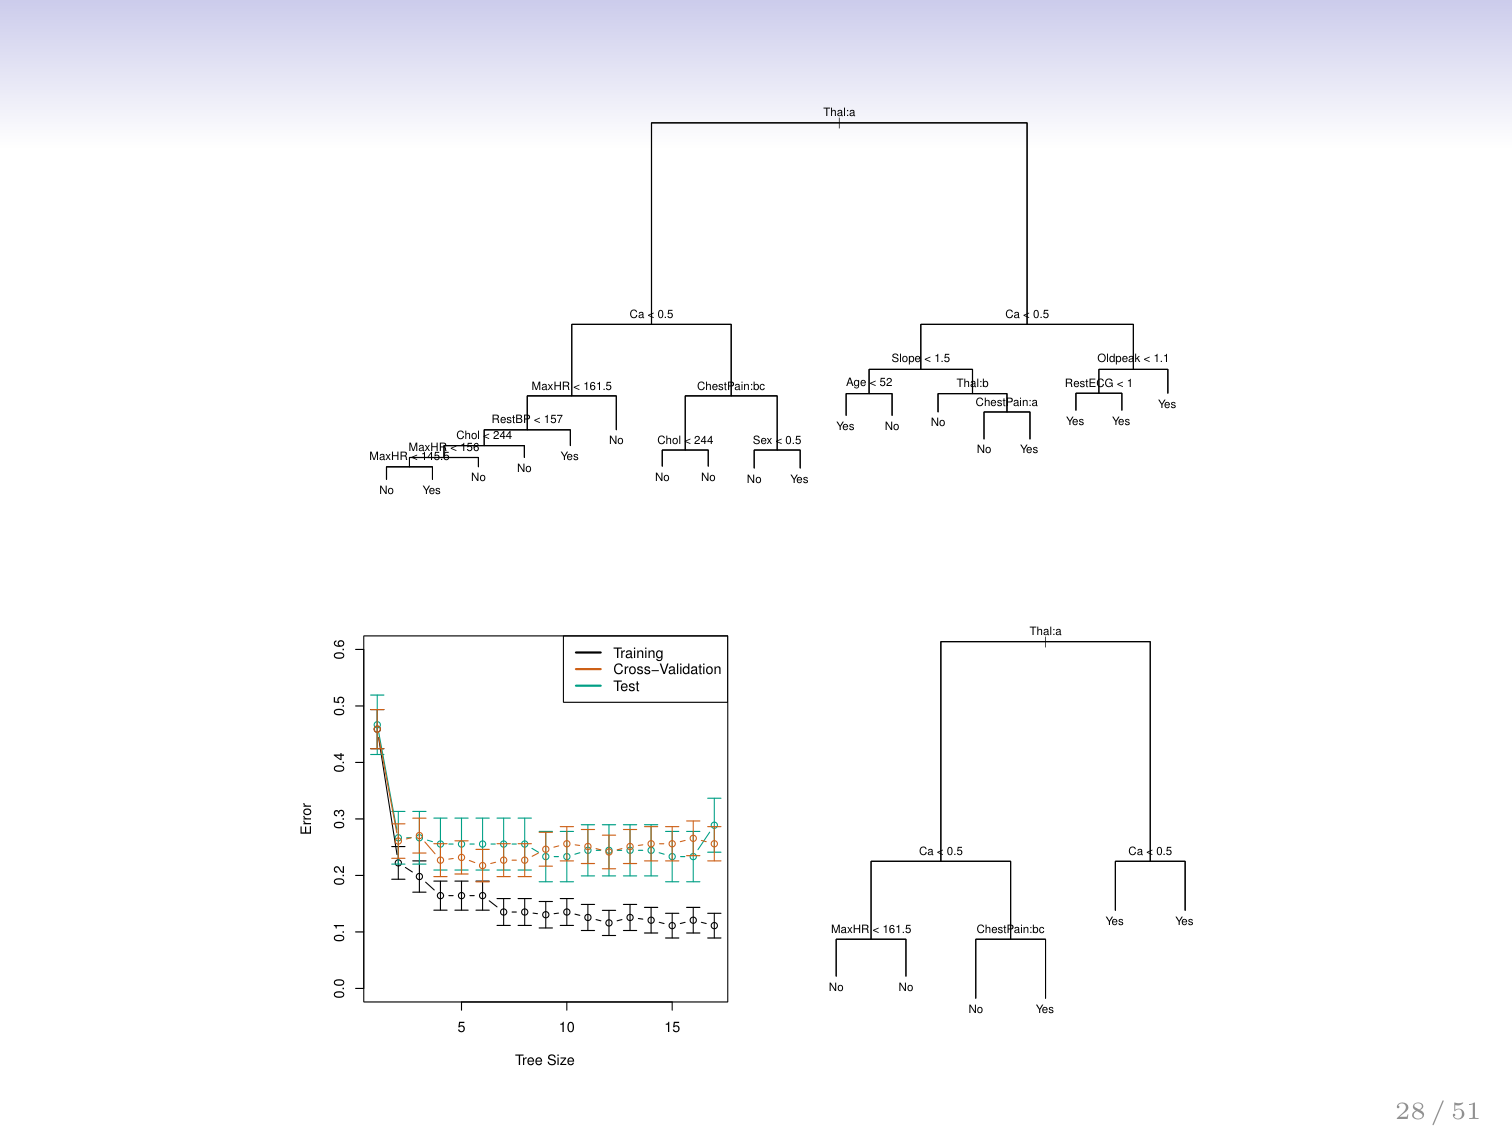 Thal:a
Ca < 0.5
Ca < 0.5
Slope < 1.5
Oldpeak < 1.1
MaxHR < 161.5
ChestPain:bc
Age < 52
Thal:b
RestECG < 1
ChestPain:a
Yes
RestBP < 157
Yes
No
No
Yes
Yes
Chol < 244
No
Chol < 244
Sex < 0.5
MaxHR < 156
No
Yes
MaxHR < 145.5
Yes
No
No
No
No
No
Yes
No
Yes
Training
Cross-Validation
Test
Error
0.6
0.5
0.4
0.3
0.2
0.1
0.0
5
10
15
Tree Size
Thal:a
Ca < 0.5
Ca < 0.5
Yes
Yes
MaxHR < 161.5
ChestPain:bc
No
No
No
Yes
28 / 51